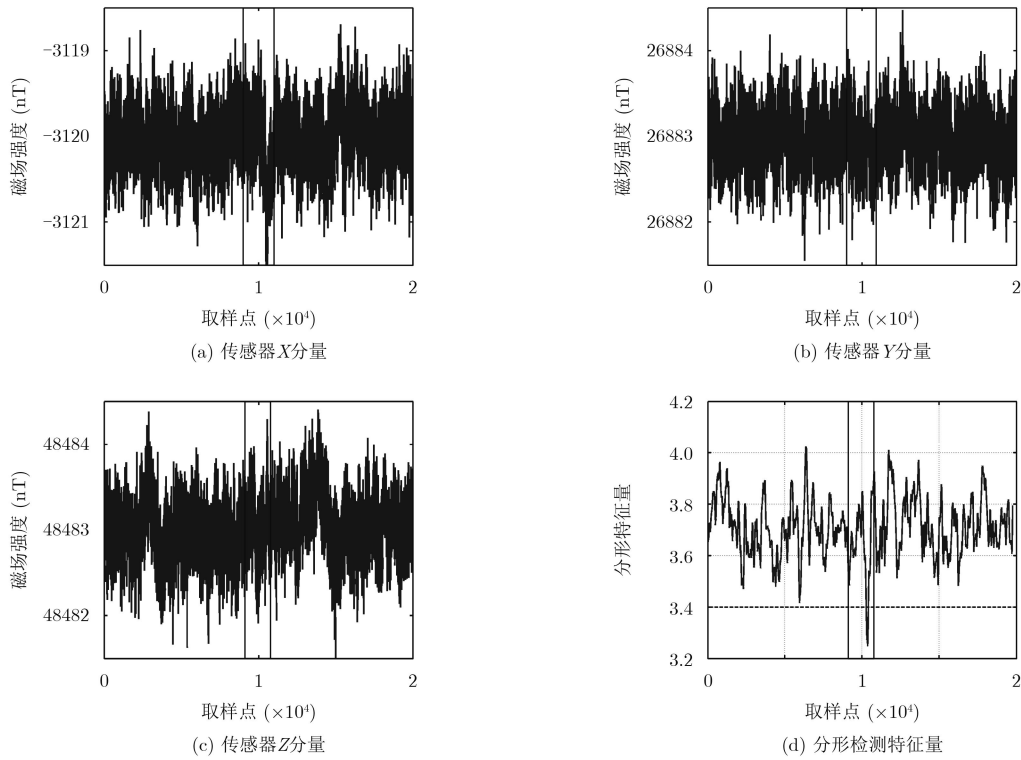 磁场强度 (nT)
−3119
−3120
−3121
0
1
2
取样点 (×10⁴)
(a) 传感器X分量
磁场强度 (nT)
26884
26883
26882
0
1
2
取样点 (×10⁴)
(b) 传感器Y分量
磁场强度 (nT)
48484
48483
48482
0
1
2
取样点 (×10⁴)
(c) 传感器Z分量
分形特征量
4.2
4.0
3.8
3.6
3.4
3.2
0
1
2
取样点 (×10⁴)
(d) 分形检测特征量